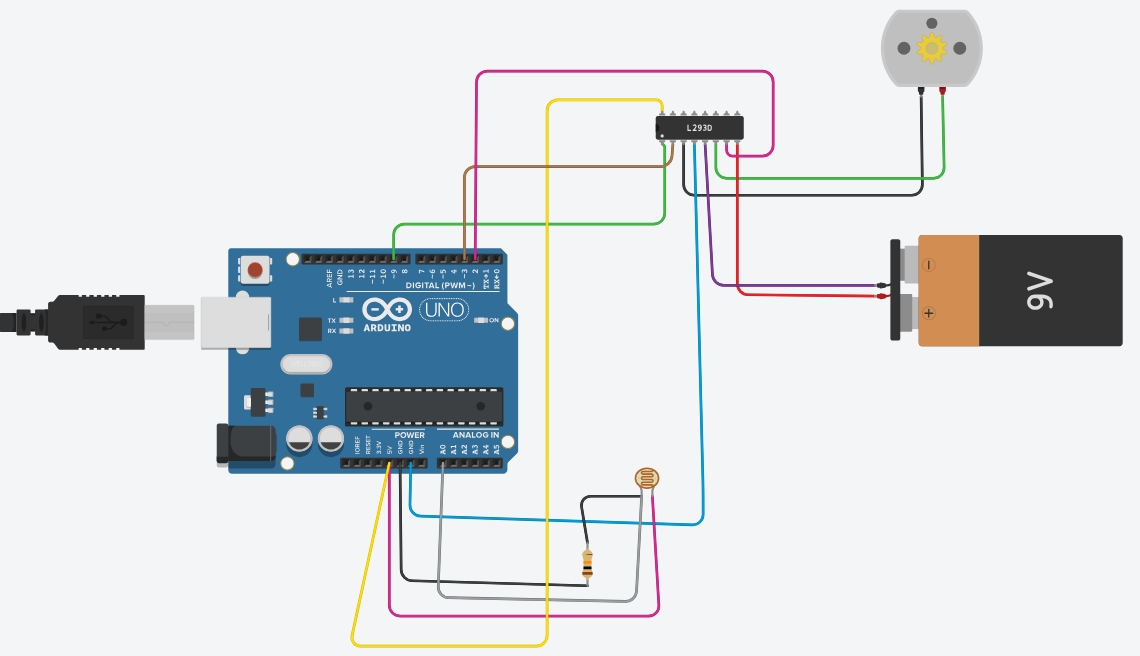 L293D
AREF
GND
13
12
~11
~10
~9
8
7
~6
~5
4
~3
2
TX→1
RX←0
DIGITAL (PWM~)
L
TX
RX
ARDUINO
UNO
ON
9V
POWER
ANALOG IN
IOREF
RESET
3.3V
5V
GND
GND
Vin
A0
A1
A2
A3
A4
A5